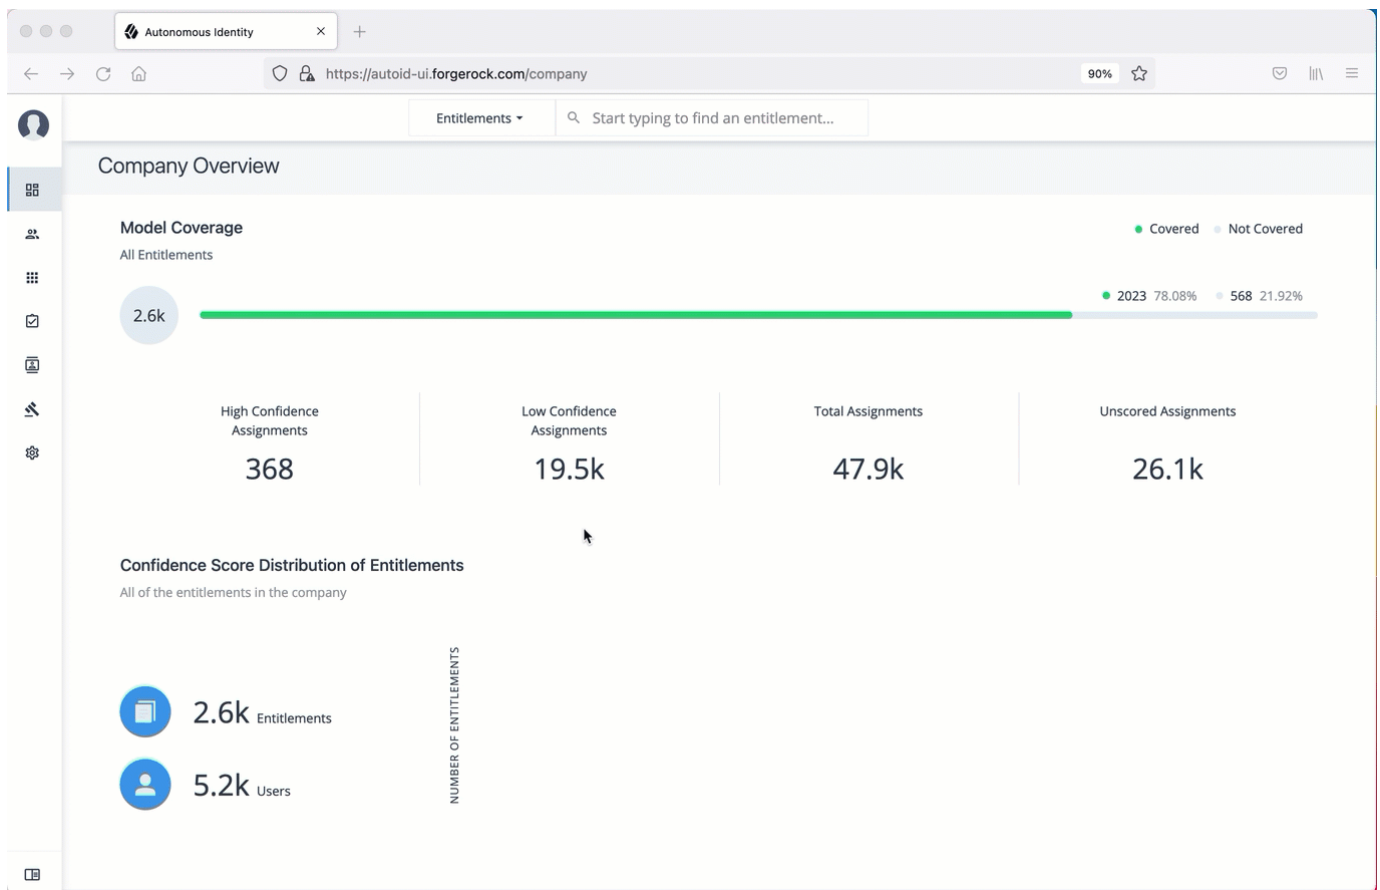 Autonomous Identity
https://autoid-ui.forgerock.com/company
90%
Entitlements
Start typing to find an entitlement...
Company Overview
Model Coverage
Covered Not Covered
All Entitlements
2023 78.08% 568 21.92%
2.6k
High Confidence
Assignments
368
Low Confidence
Assignments
19.5k
Total Assignments
47.9k
Unscored Assignments
26.1k
Confidence Score Distribution of Entitlements
All of the entitlements in the company
2.6k Entitlements
5.2k Users
NUMBER OF ENTITLEMENTS